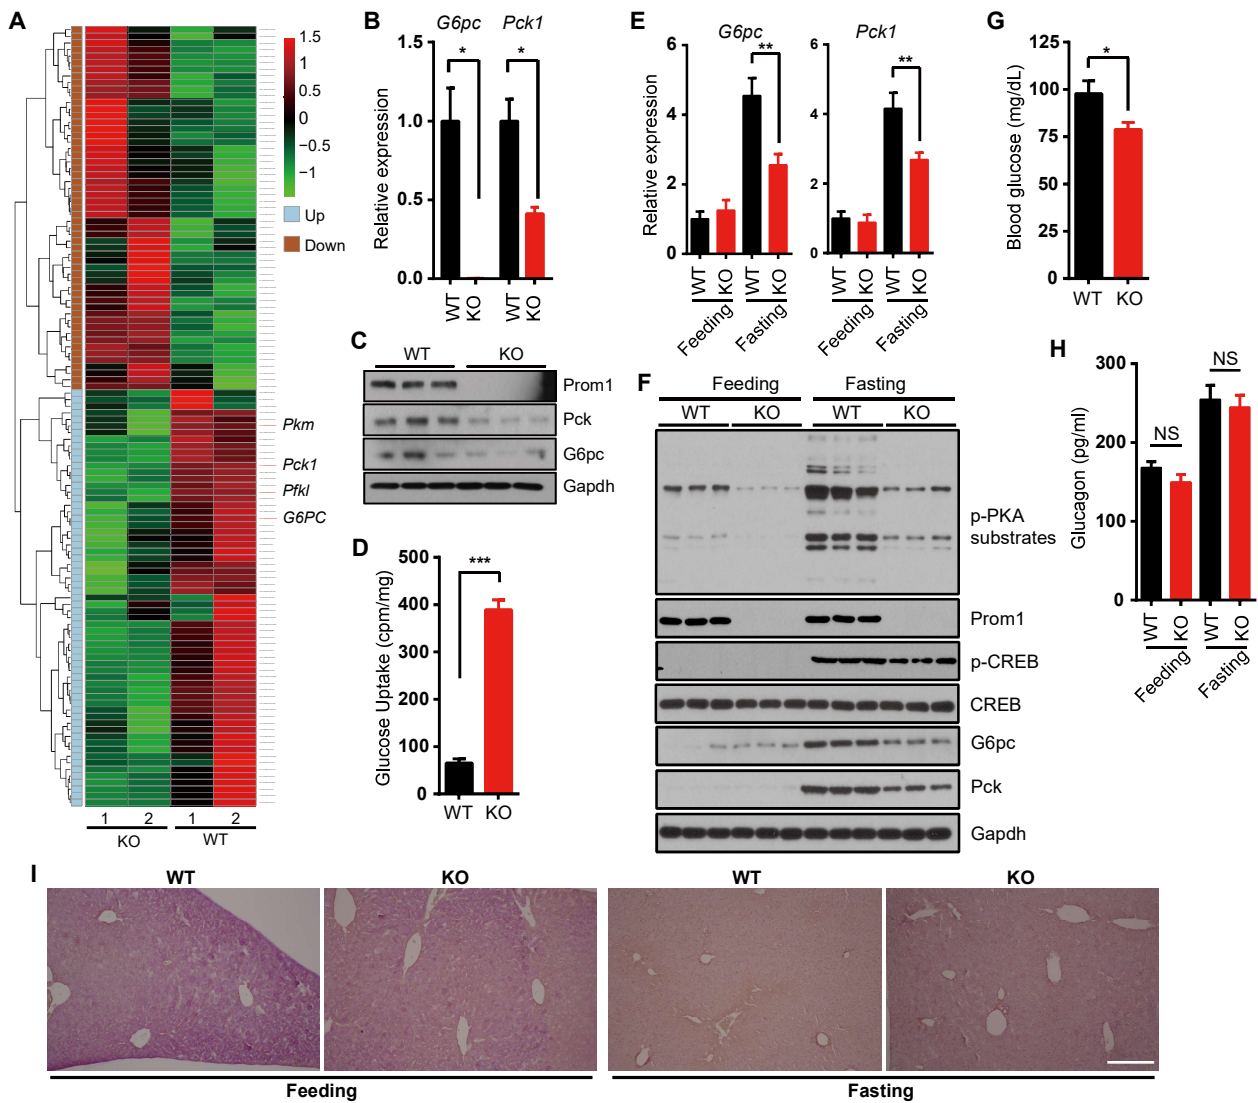 A
1.5
1
0.5
0
−0.5
−1
Up
Down
Pkm
Pck1
Pfkl
G6PC
1 2 1 2
KO WT
B
G6pc Pck1
Relative expression
1.5
1.0
0.5
0.0
* *
WT KO WT KO
C
WT KO
Prom1
Pck
G6pc
Gapdh
D
Glucose Uptake (cpm/mg)
500
400
300
200
100
0
***
WT KO
E
G6pc Pck1
Relative expression
6
4
2
0
**
6
4
2
0
**
WT KO WT KO WT KO WT KO
Feeding Fasting Feeding Fasting
F
Feeding Fasting
WT KO WT KO
p-PKA
substrates
Prom1
p-CREB
CREB
G6pc
Pck
Gapdh
G
Blood glucose (mg/dL)
125
100
75
50
25
0
*
WT KO
H
Glucagon (pg/ml)
300
200
100
0
NS NS
WT KO WT KO
Feeding Fasting
I
WT KO WT KO
Feeding Fasting